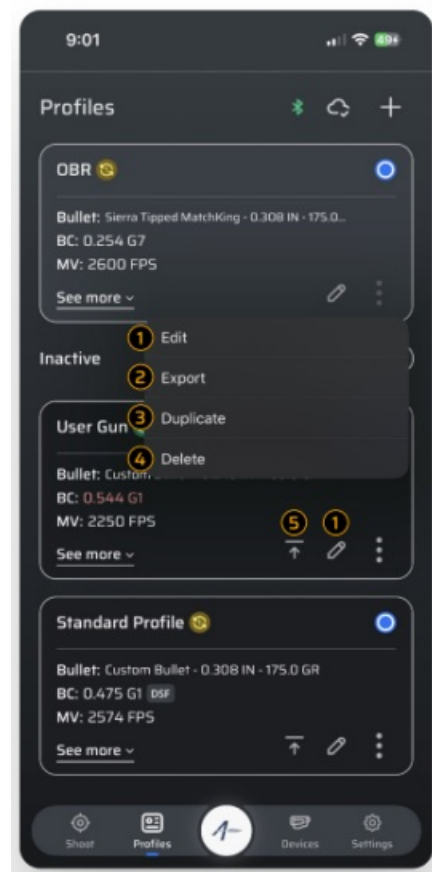 9:01
49
Profiles
OBR
Bullet: Sierra Tipped MatchKing - 0.308 IN - 175.0...
BC: 0.254 G7
MV: 2600 FPS
See more
1 Edit
Inactive
2 Export
3 Duplicate
User Gun
4 Delete
Bullet: Custom
BC: 0.544 G1
MV: 2250 FPS
5 1
See more
Standard Profile
Bullet: Custom Bullet - 0.308 IN - 175.0 GR
BC: 0.475 G1 DSF
MV: 2574 FPS
See more
Shoot Profiles Devices Settings